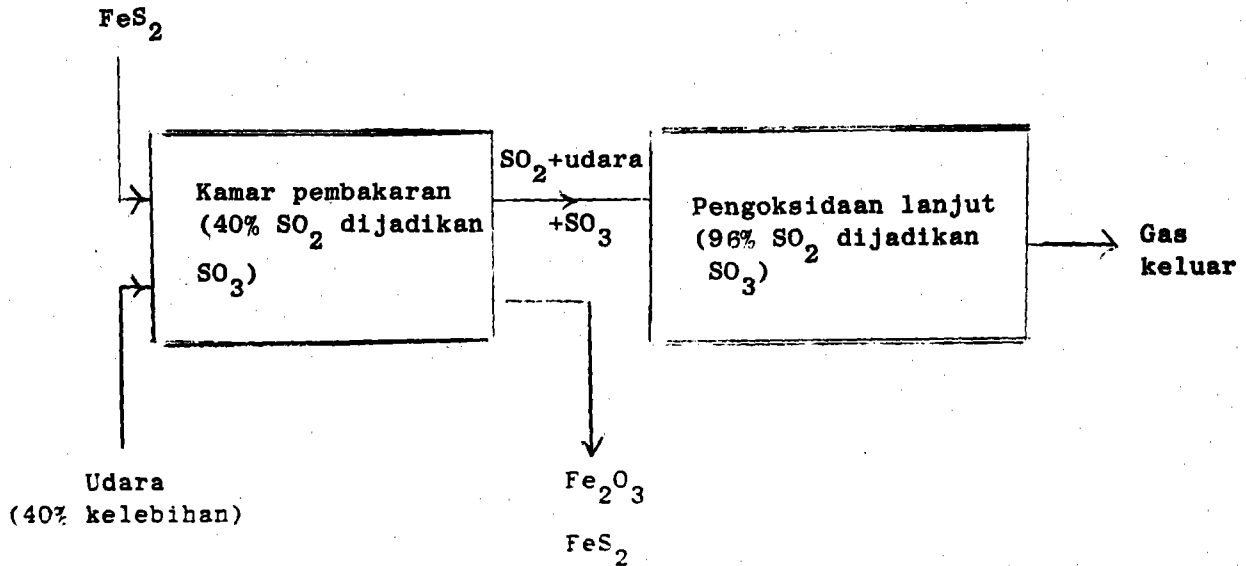 FeS₂
Kamar pembakaran
(40% SO₂ dijadikan
SO₃)
SO₂+udara
+SO₃
Pengoksidaan lanjut
(96% SO₂ dijadikan
SO₃)
Gas
keluar
Udara
(40% kelebihan)
Fe₂O₃
FeS₂